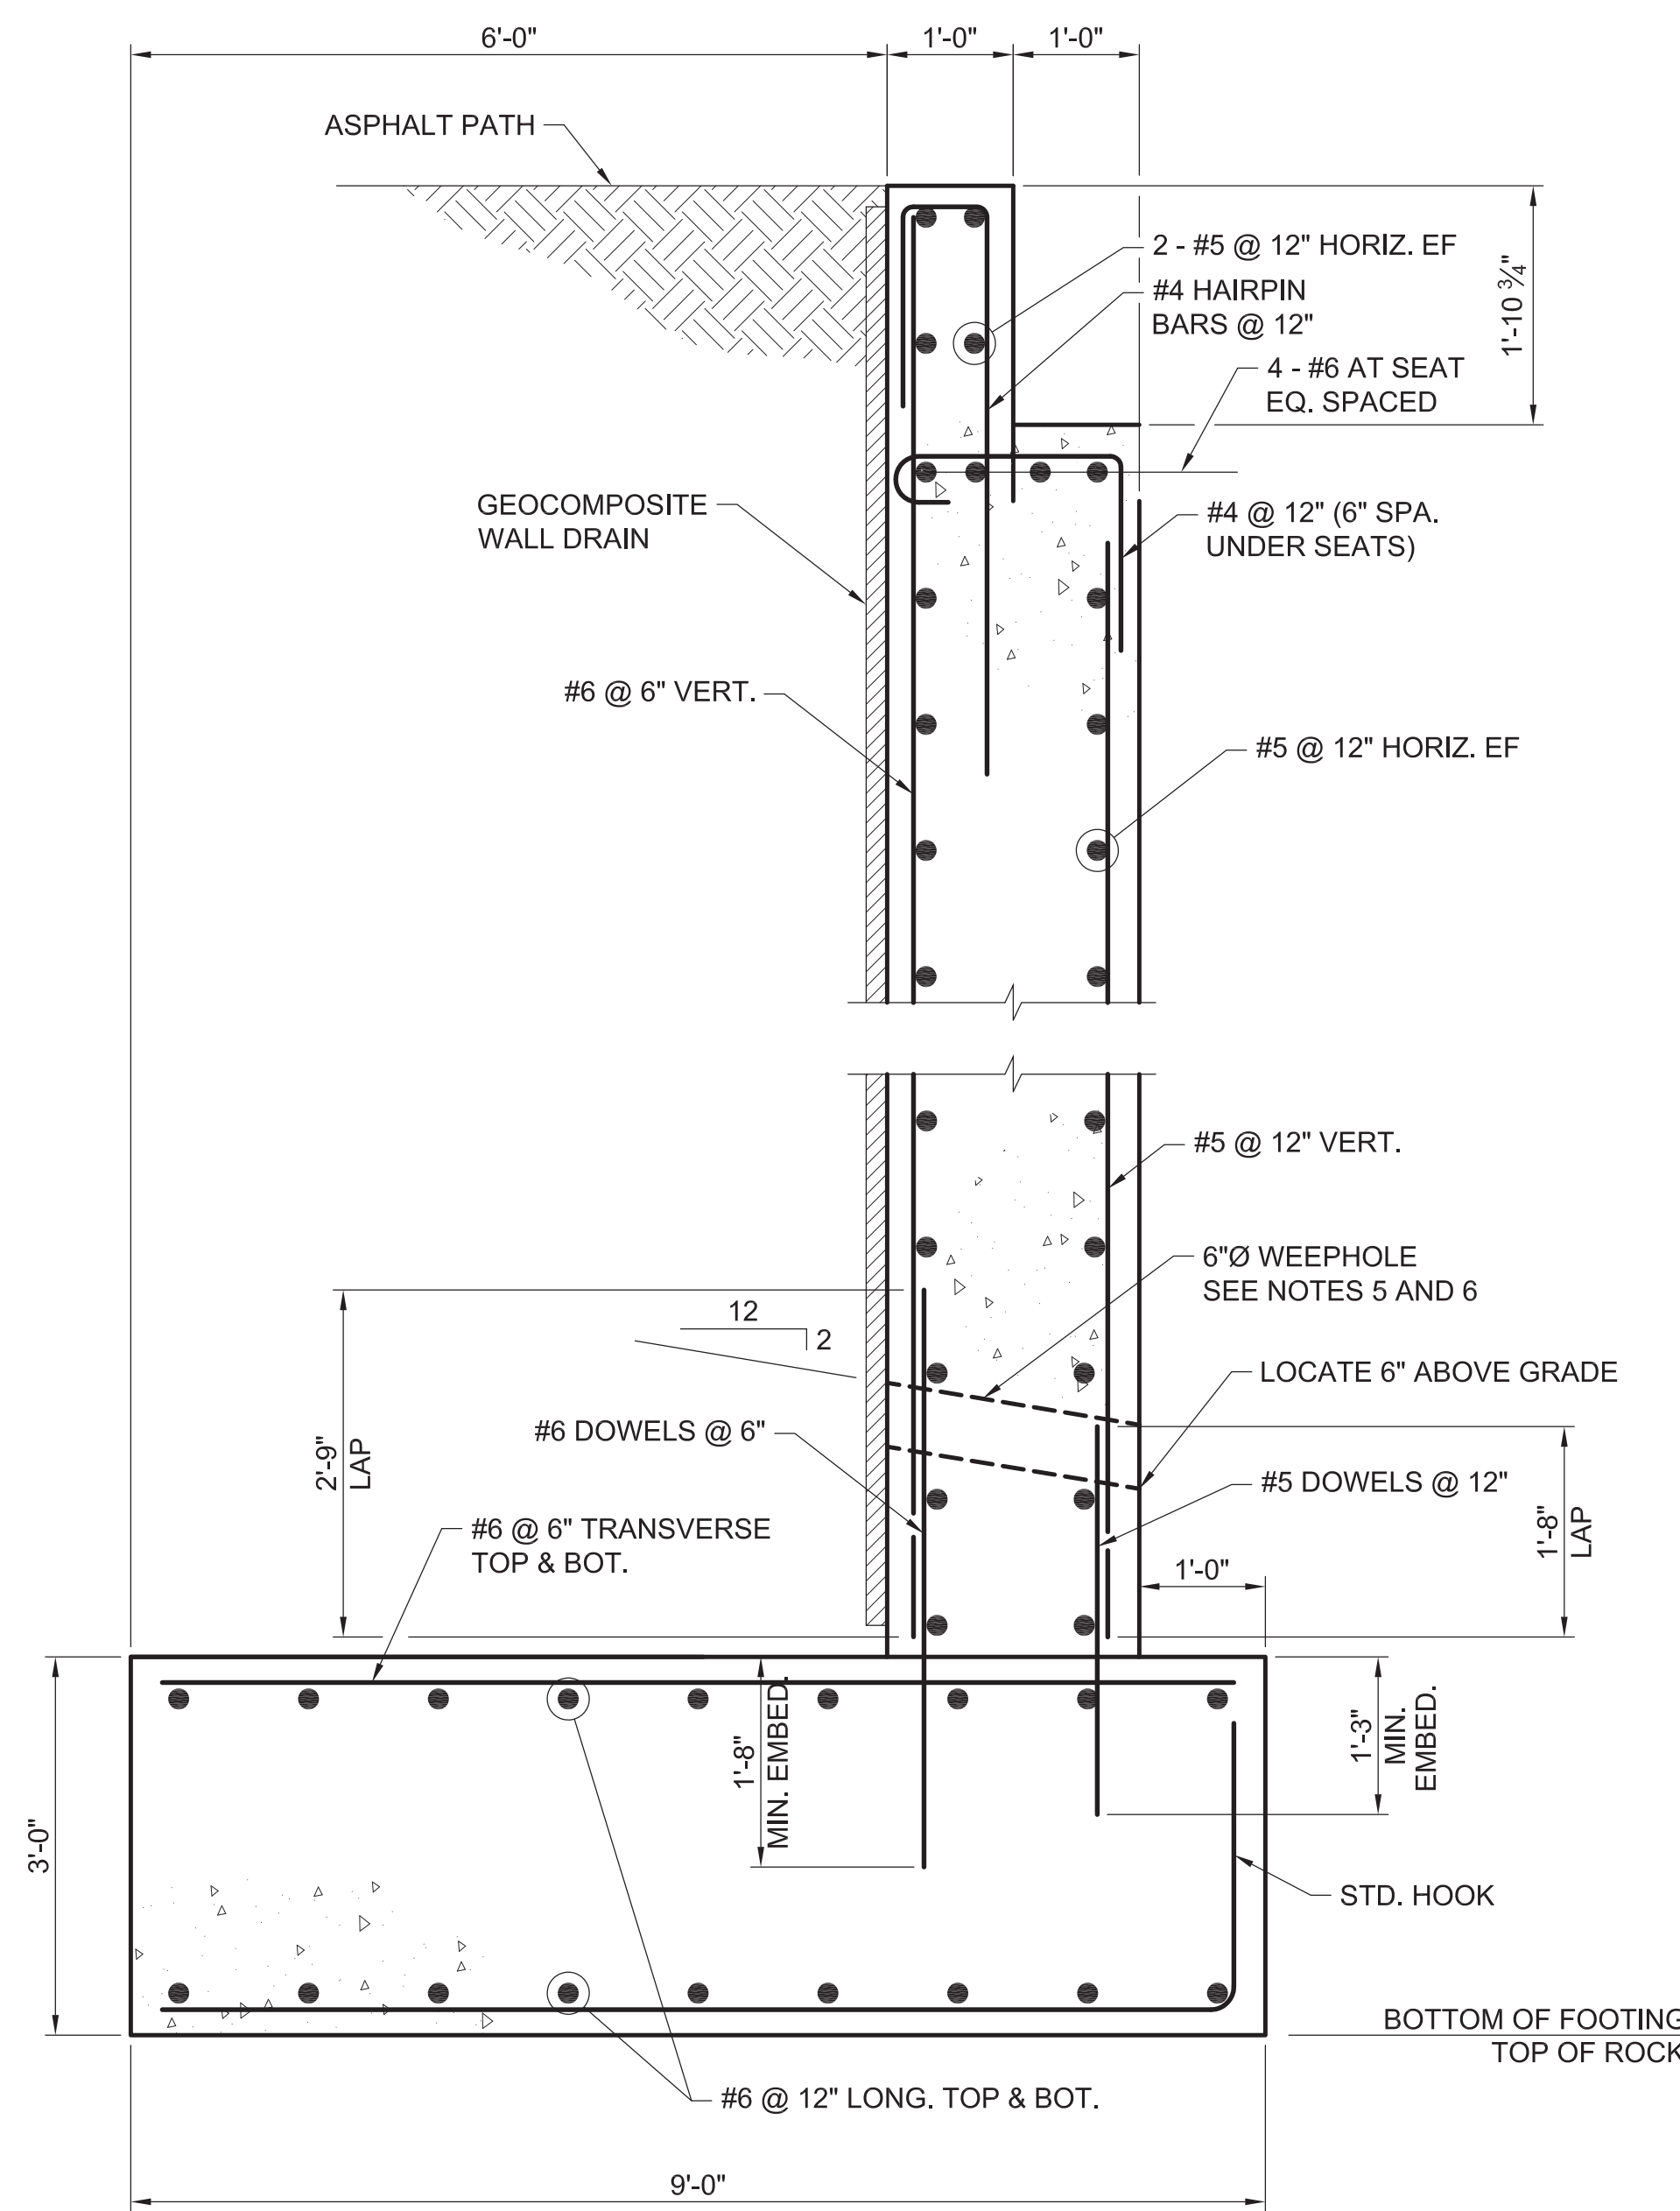 6'-0"
1'-0"
1'-0"
ASPHALT PATH
2 - #5 @ 12" HORIZ. EF
#4 HAIRPIN
BARS @ 12"
1'-10 ¾"
4 - #6 AT SEAT
EQ. SPACED
GEOCOMPOSITE
WALL DRAIN
#4 @ 12" (6" SPA.
UNDER SEATS)
#6 @ 6" VERT.
#5 @ 12" HORIZ. EF
#5 @ 12" VERT.
6"Ø WEEPHOLE
SEE NOTES 5 AND 6
12
2
LOCATE 6" ABOVE GRADE
#6 DOWELS @ 6"
2'-9"
LAP
#5 DOWELS @ 12"
#6 @ 6" TRANSVERSE
TOP & BOT.
1'-8"
LAP
1'-0"
1'-8"
MIN. EMBED.
1'-3"
MIN.
EMBED.
3'-0"
STD. HOOK
BOTTOM OF FOOTING
TOP OF ROCK
#6 @ 12" LONG. TOP & BOT.
9'-0"